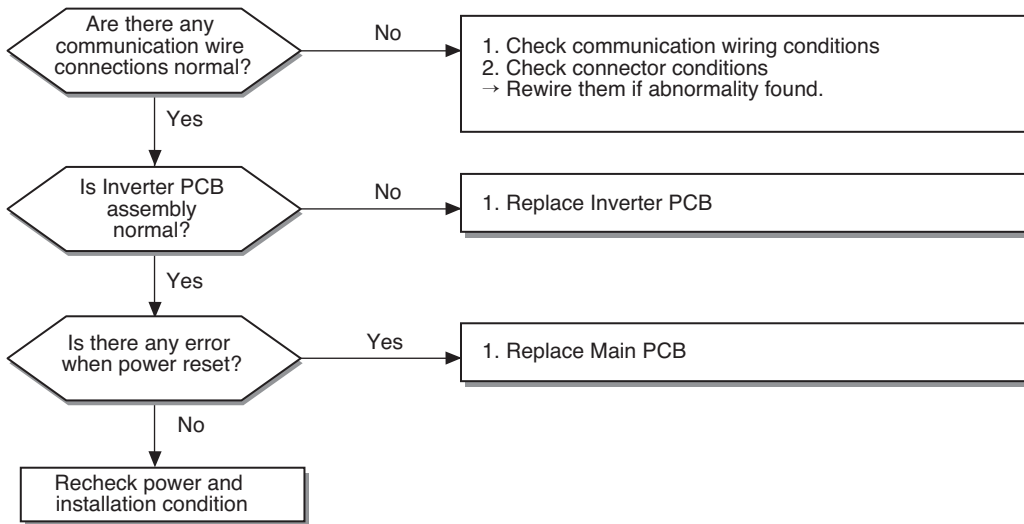 Are there any
communication wire
connections normal?
No
1. Check communication wiring conditions
2. Check connector conditions
→ Rewire them if abnormality found.
Yes
Is Inverter PCB
assembly
normal?
No
1. Replace Inverter PCB
Yes
Is there any error
when power reset?
Yes
1. Replace Main PCB
No
Recheck power and
installation condition